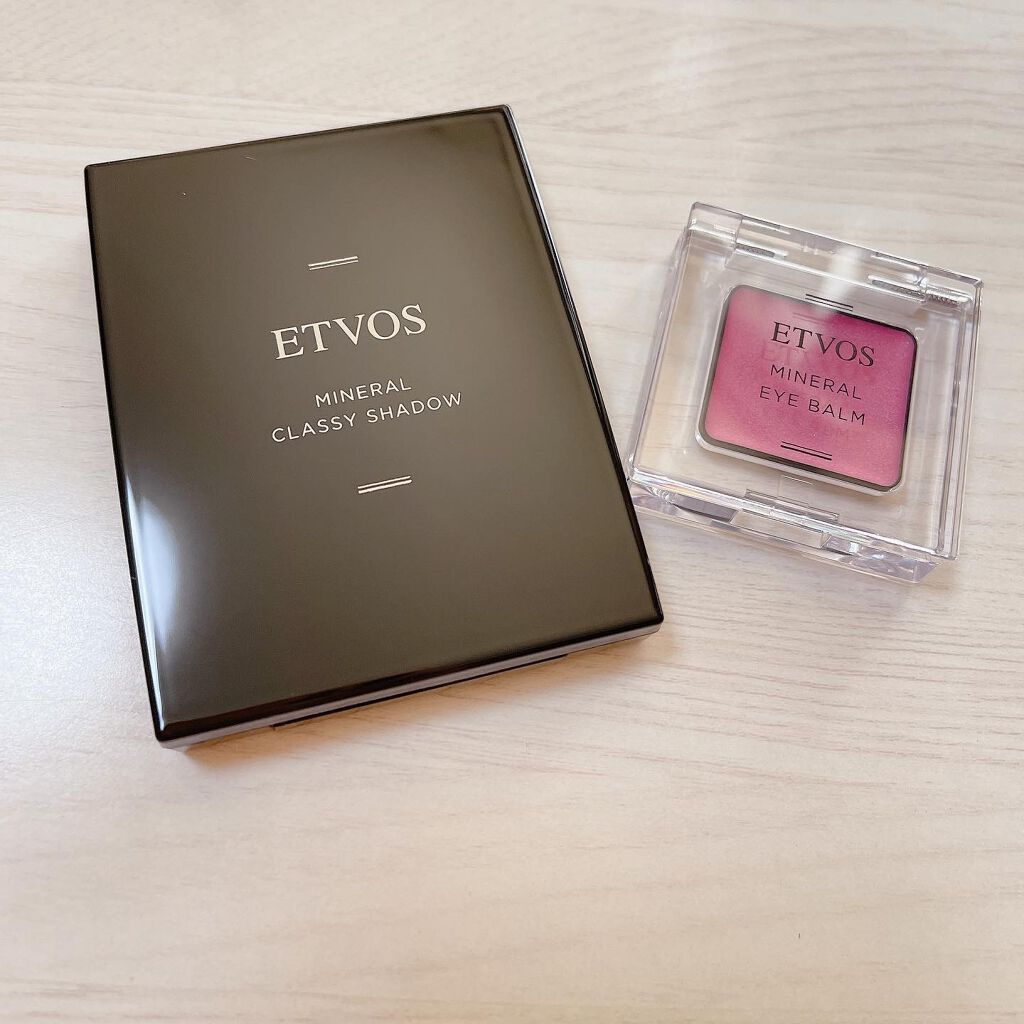 ETVOS
MINERAL
CLASSY SHADOW
ETVOS
MINERAL
EYE BALM